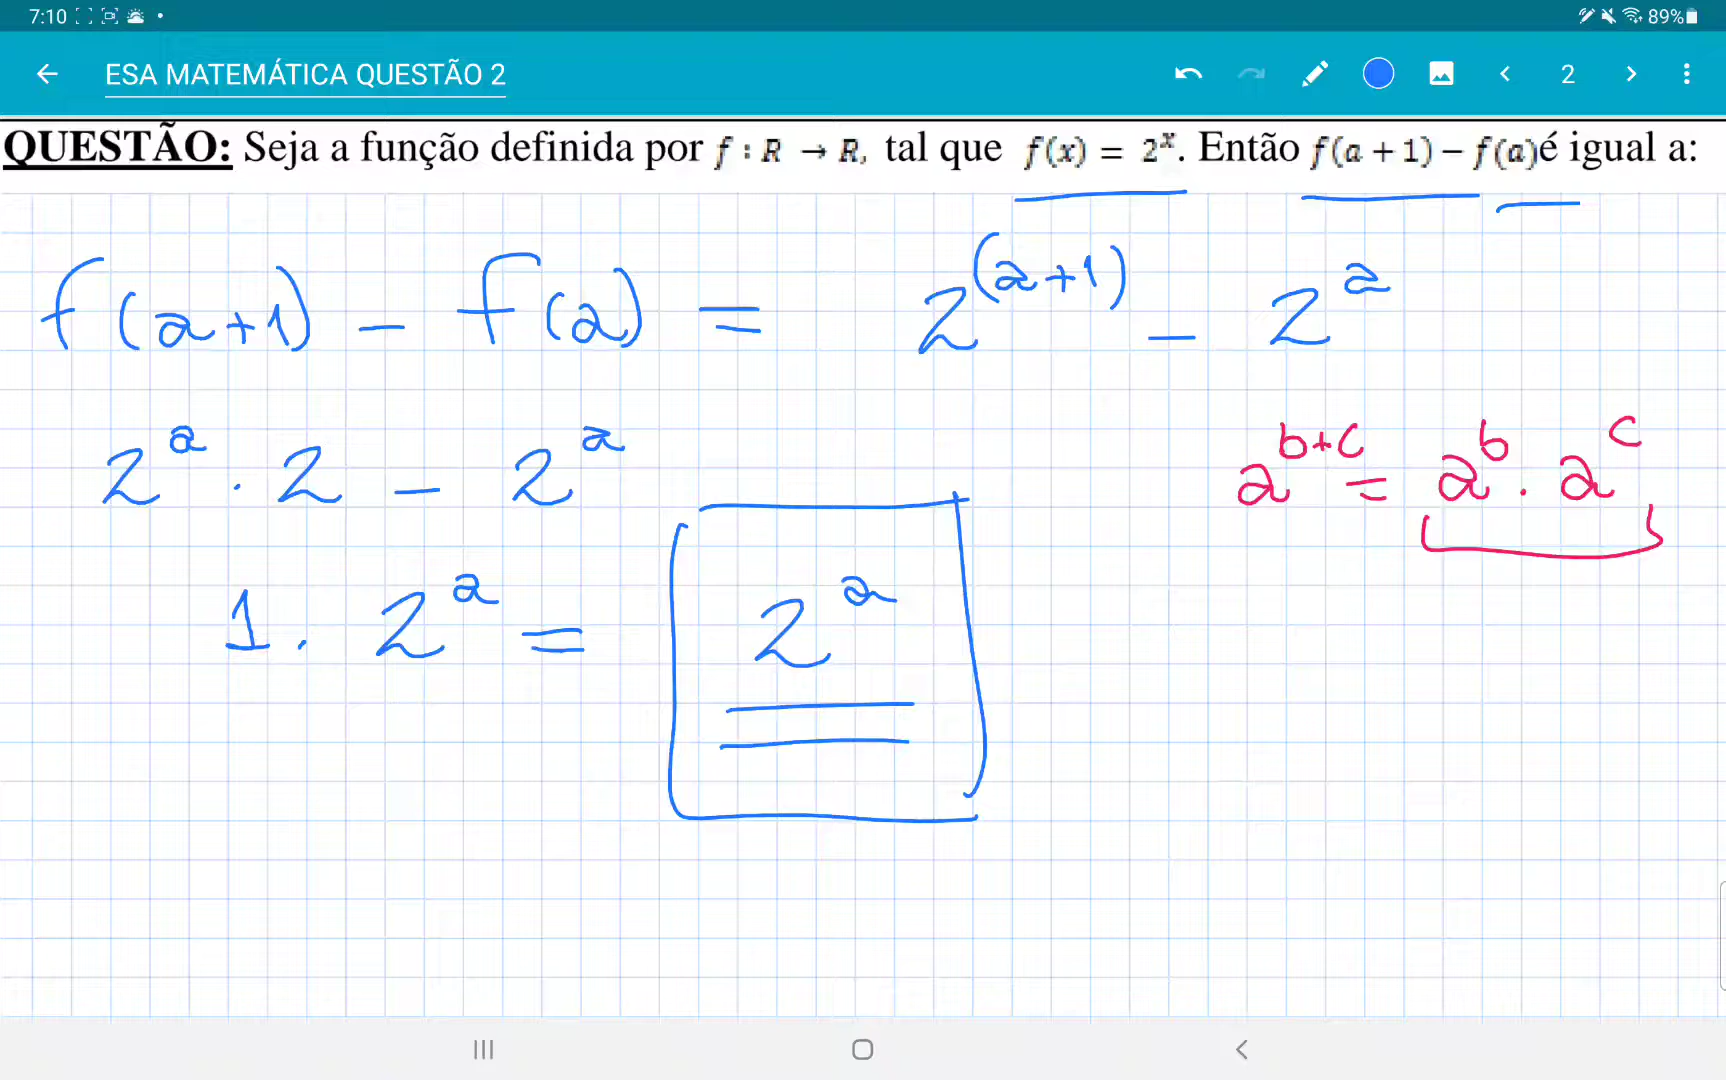 7:10
89%
ESA MATEMÁTICA QUESTÃO 2
2
QUESTÃO: Seja a função definida por f : R → R, tal que f(x) = 2^x. Então f(a + 1) − f(a)é igual a:
f(a+1) − f(a) = 2^(a+1) − 2^a
2^a · 2 − 2^a
a^b+c = a^b · a^c
1 · 2^a = 2^a